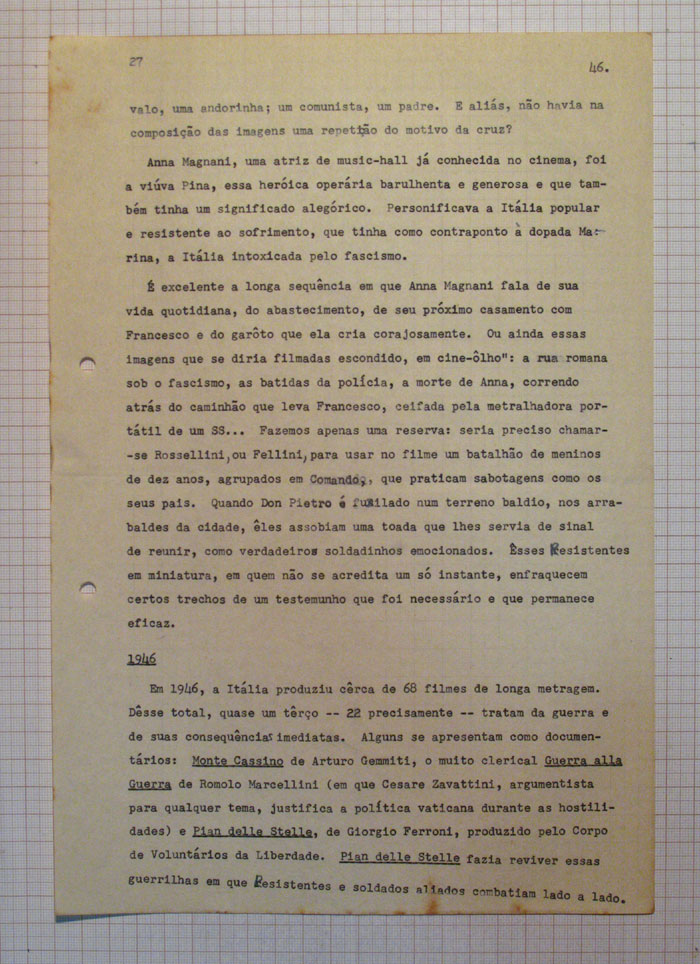 27
46.
valo, uma andorinha; um comunista, um padre. E aliás, não havia na
composição das imagens uma repetição do motivo da cruz?
Anna Magnani, uma atriz de music-hall já conhecida no cinema, foi
a viúva Pina, essa heróica operária barulhenta e generosa e que tam-
bém tinha um significado alegórico. Personificava a Itália popular
e resistente ao sofrimento, que tinha como contraponto à dopada Ma-
rina, a Itália intoxicada pelo fascismo.
É excelente a longa sequência em que Anna Magnani fala de sua
vida quotidiana, do abastecimento, de seu próximo casamento com
Francesco e do garôto que ela cria corajosamente. Ou ainda essas
imagens que se diria filmadas escondido, em cine-ôlho": a rua romana
sob o fascismo, as batidas da polícia, a morte de Anna, correndo
atrás do caminhão que leva Francesco, ceifada pela metralhadora por-
tátil de um SS... Fazemos apenas uma reserva: seria preciso chamar-
-se Rossellini, ou Fellini, para usar no filme um batalhão de meninos
de dez anos, agrupados em Comando, que praticam sabotagens como os
seus pais. Quando Don Pietro é fuzilado num terreno baldio, nos arra-
baldes da cidade, êles assobiam uma toada que lhes servia de sinal
de reunir, como verdadeiros soldadinhos emocionados. Êsses Resistentes
em miniatura, em quem não se acredita um só instante, enfraquecem
certos trechos de um testemunho que foi necessário e que permanece
eficaz.
1946
Em 1946, a Itália produziu cêrca de 68 filmes de longa metragem.
Dêsse total, quase um têrço -- 22 precisamente -- tratam da guerra e
de suas consequências imediatas. Alguns se apresentam como documen-
tários: Monte Cassino de Arturo Gemmiti, o muito clerical Guerra alla
Guerra de Romolo Marcellini (em que Cesare Zavattini, argumentista
para qualquer tema, justifica a política vaticana durante as hostili-
dades) e Pian delle Stelle, de Giorgio Ferroni, produzido pelo Corpo
de Voluntários da Liberdade. Pian delle Stelle fazia reviver essas
guerrilhas em que Resistentes e soldados aliados combatiam lado a lado.